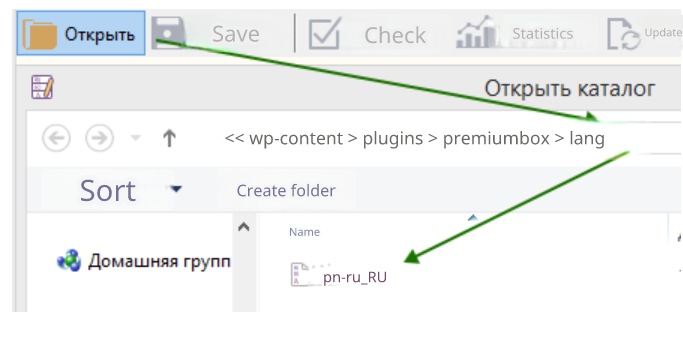 Открыть Save Check Statistics Update
Открыть каталог
<< wp-content > plugins > premiumbox > lang
Sort Create folder
Name
Домашняя групп
pn-ru_RU